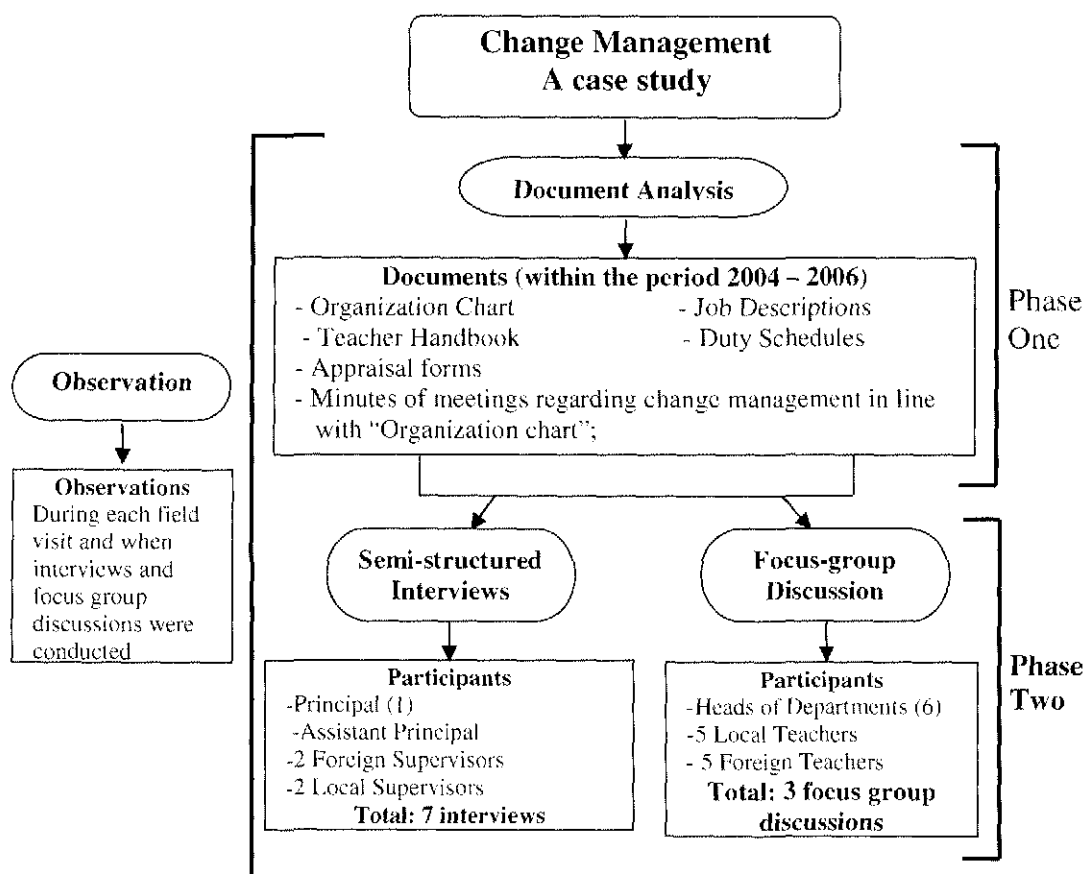 Change Management
A case study
Document Analysis
Documents (within the period 2004 – 2006)
- Organization Chart - Job Descriptions
- Teacher Handbook - Duty Schedules
- Appraisal forms
- Minutes of meetings regarding change management in line
with “Organization chart”;
Phase
One
Observation
Observations
During each field
visit and when
interviews and
focus group
discussions were
conducted
Semi-structured
Interviews
Focus-group
Discussion
Participants
-Principal (1)
-Assistant Principal
-2 Foreign Supervisors
-2 Local Supervisors
Total: 7 interviews
Participants
-Heads of Departments (6)
-5 Local Teachers
- 5 Foreign Teachers
Total: 3 focus group
discussions
Phase
Two